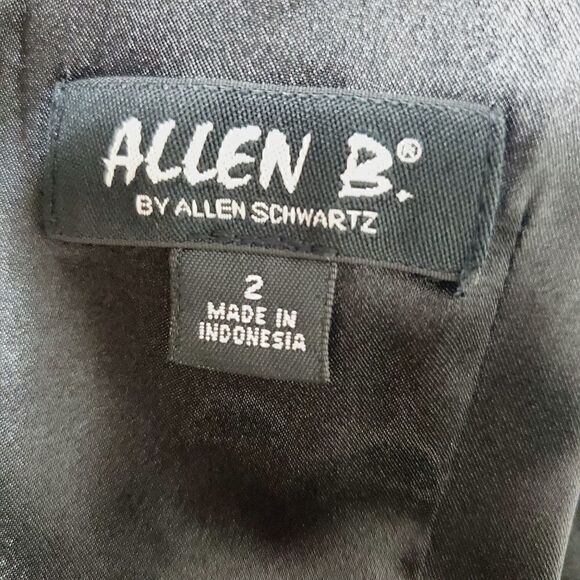 ALLEN B.®
BY ALLEN SCHWARTZ
2
MADE IN
INDONESIA